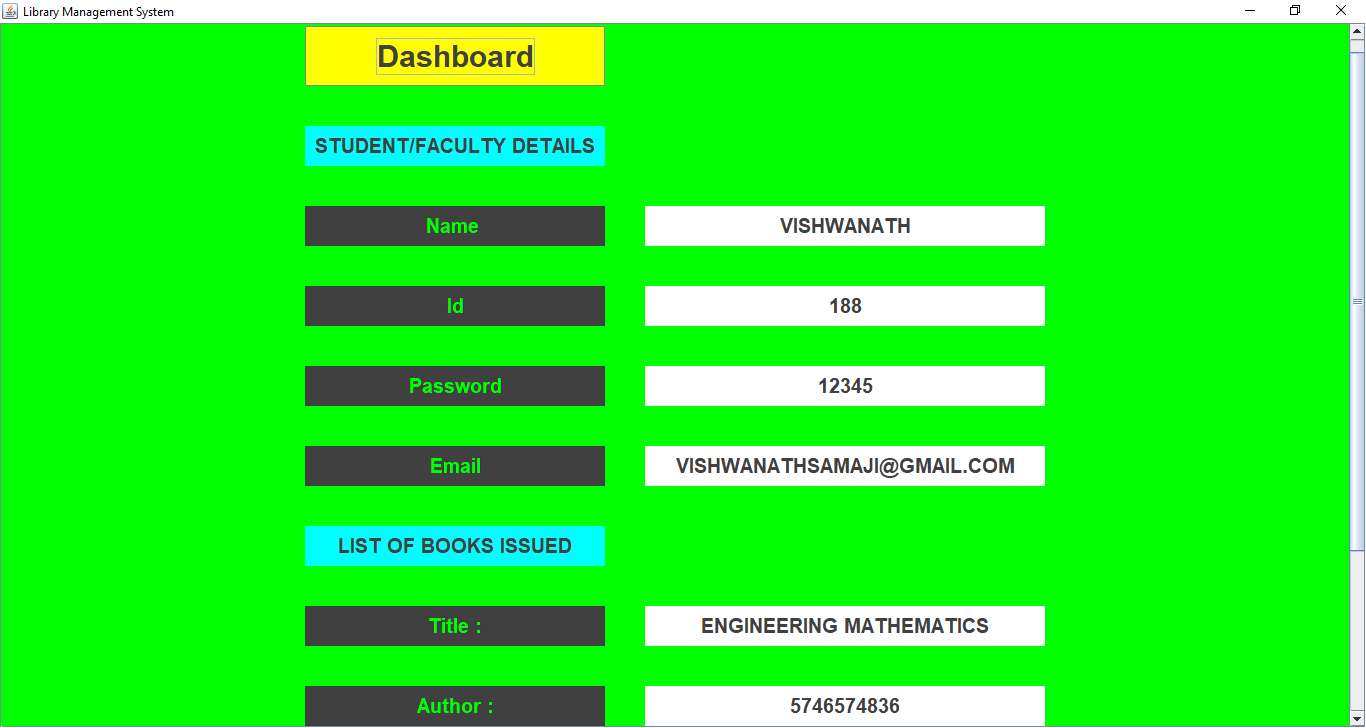 Library Management System
Dashboard
STUDENT/FACULTY DETAILS
Name VISHWANATH
Id 188
Password 12345
Email VISHWANATHSAMAJI@GMAIL.COM
LIST OF BOOKS ISSUED
Title : ENGINEERING MATHEMATICS
Author : 5746574836